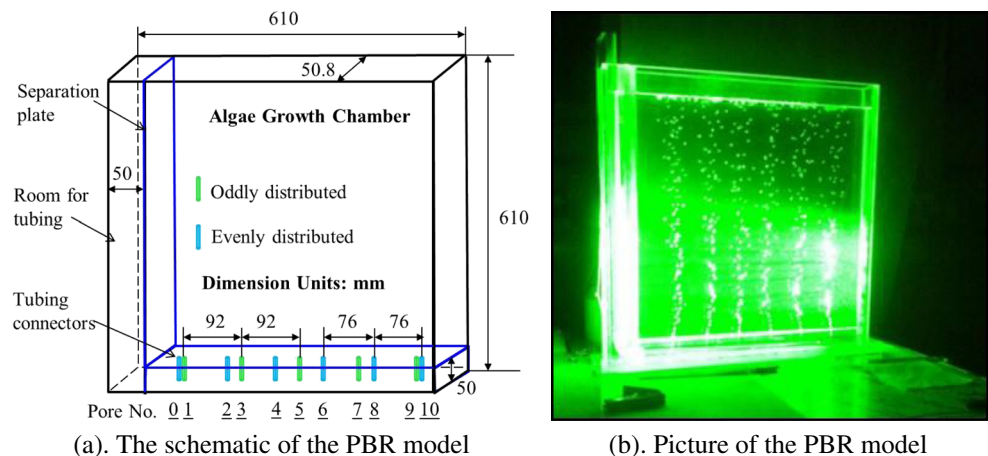 610
50.8
Separation
plate
Algae Growth Chamber
50
Oddly distributed
Room for
tubing
610
Evenly distributed
Dimension Units: mm
Tubing
connectors
92 92 76 76
50
Pore No. 0 1 2 3 4 5 6 7 8 9 10
(a). The schematic of the PBR model
(b). Picture of the PBR model